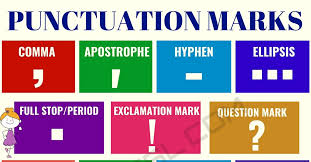 PUNCTUATION MARKS
COMMA APOSTROPHE HYPHEN ELLIPSIS
, ' - ...
FULL STOP/PERIOD EXCLAMATION MARK QUESTION MARK
. ! ?